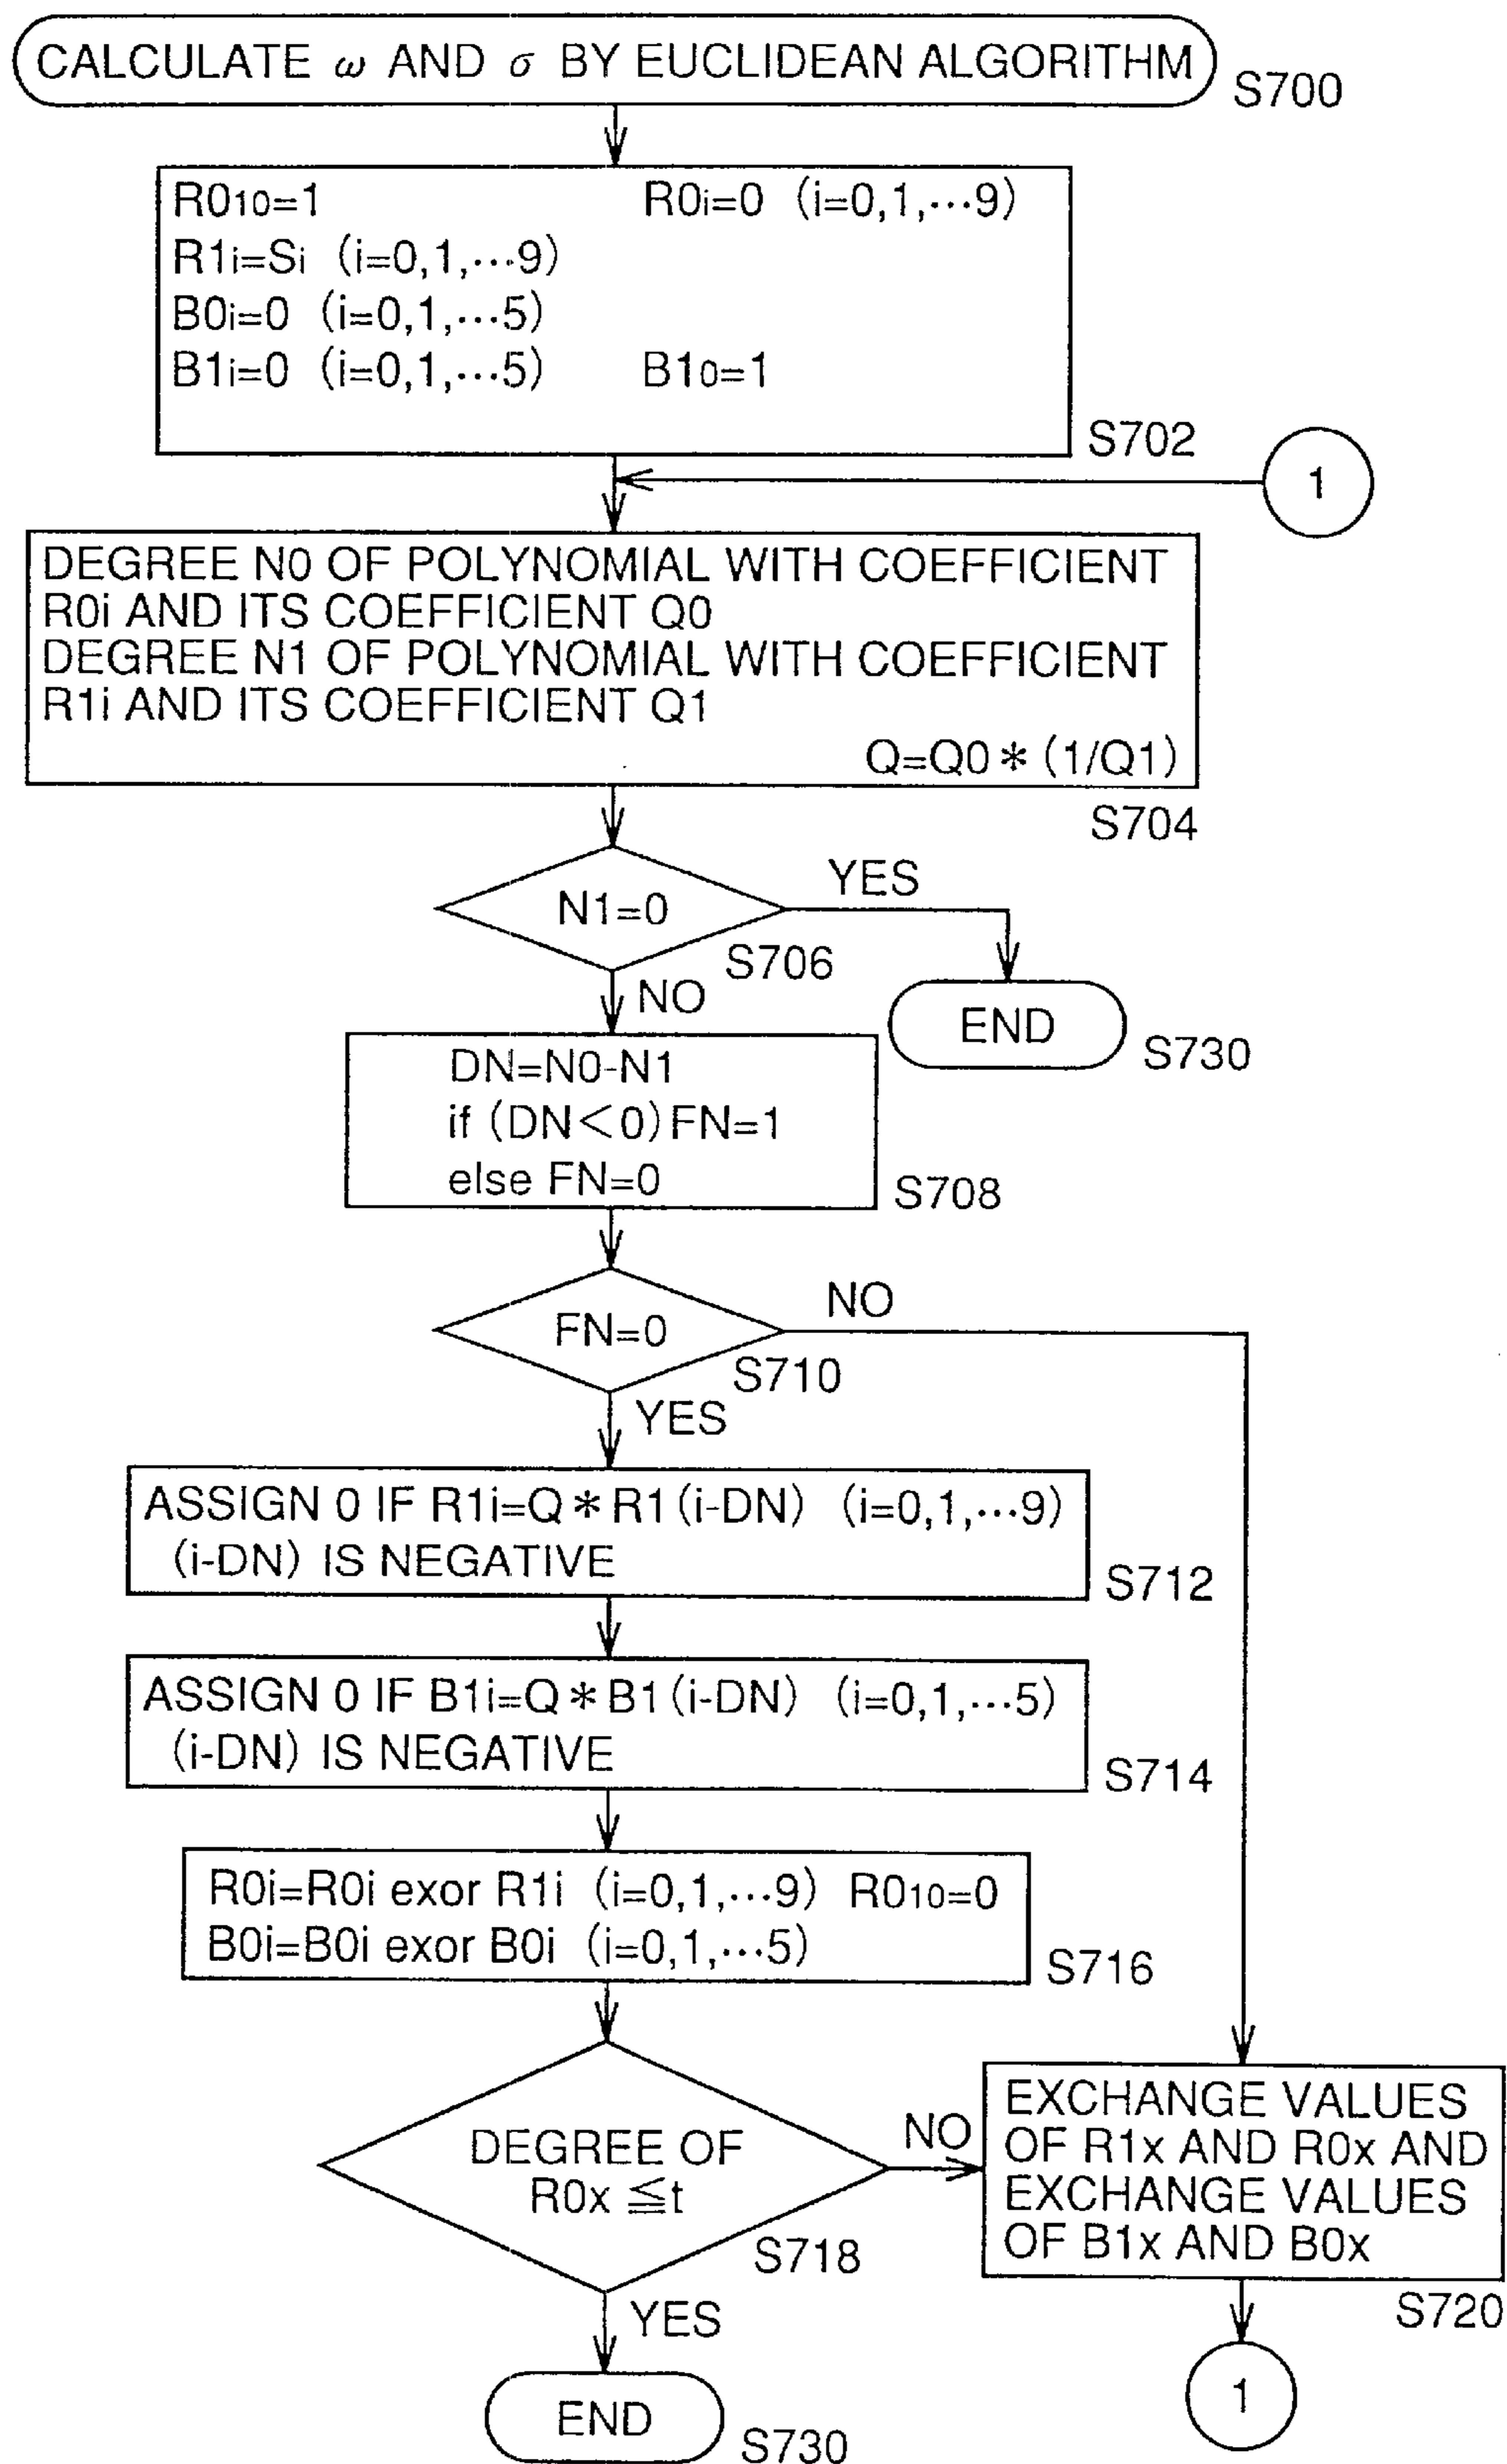 CALCULATE ω AND σ BY EUCLIDEAN ALGORITHM
S700
R010=1 R0i=0 (i=0,1,···9)
R1i=Si (i=0,1,···9)
B0i=0 (i=0,1,···5)
B1i=0 (i=0,1,···5) B10=1
S702
1
DEGREE N0 OF POLYNOMIAL WITH COEFFICIENT
R0i AND ITS COEFFICIENT Q0
DEGREE N1 OF POLYNOMIAL WITH COEFFICIENT
R1i AND ITS COEFFICIENT Q1
Q=Q0*(1/Q1)
S704
N1=0
YES
S706
NO
END
S730
DN=N0-N1
if (DN<0)FN=1
else FN=0
S708
FN=0
NO
S710
YES
ASSIGN 0 IF R1i=Q*R1(i-DN) (i=0,1,···9)
(i-DN) IS NEGATIVE
S712
ASSIGN 0 IF B1i=Q*B1(i-DN) (i=0,1,···5)
(i-DN) IS NEGATIVE
S714
R0i=R0i exor R1i (i=0,1,···9) R010=0
B0i=B0i exor B0i (i=0,1,···5)
S716
DEGREE OF
R0x ≦t
NO
S718
YES
EXCHANGE VALUES
OF R1x AND R0x AND
EXCHANGE VALUES
OF B1x AND B0x
S720
1
END
S730